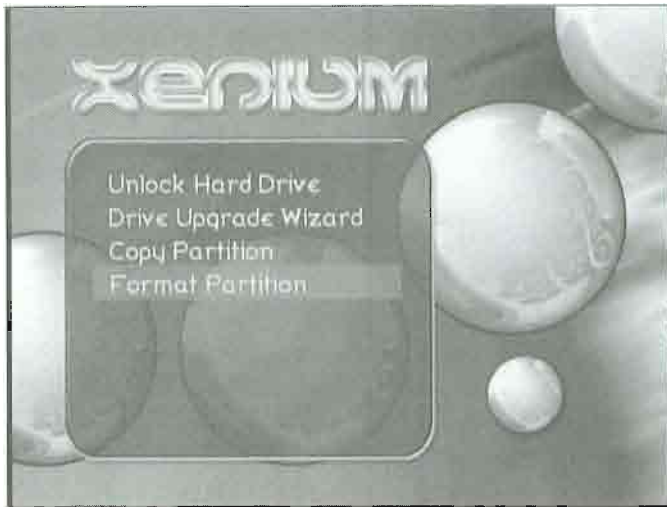 XENIUM
Unlock Hard Drive
Drive Upgrade Wizard
Copy Partition
Format Partition